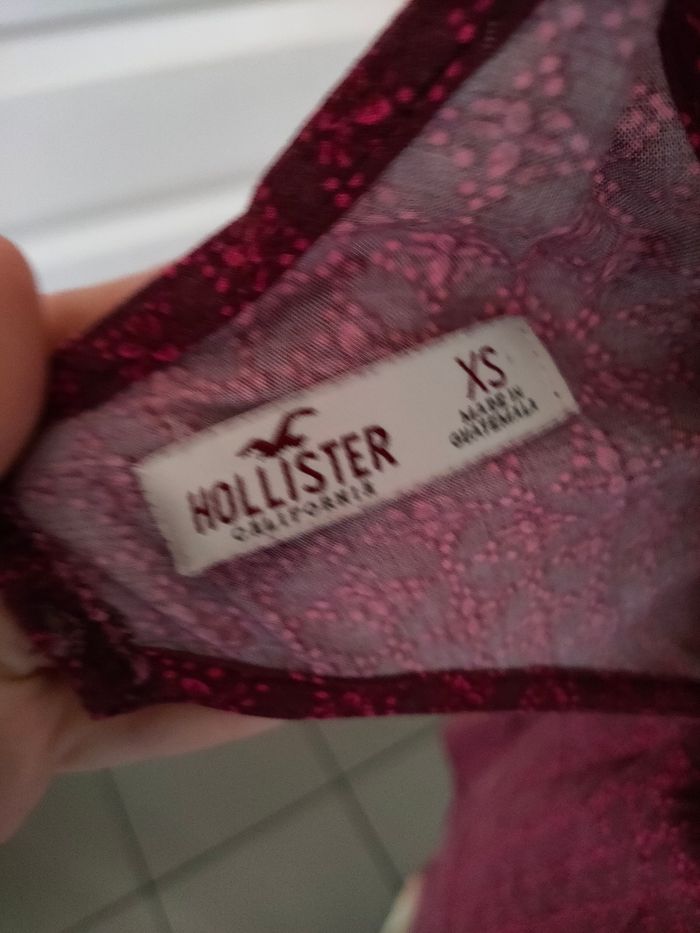 HOLLISTER
CALIFORNIA
XS
MADE IN
GUATEMALA